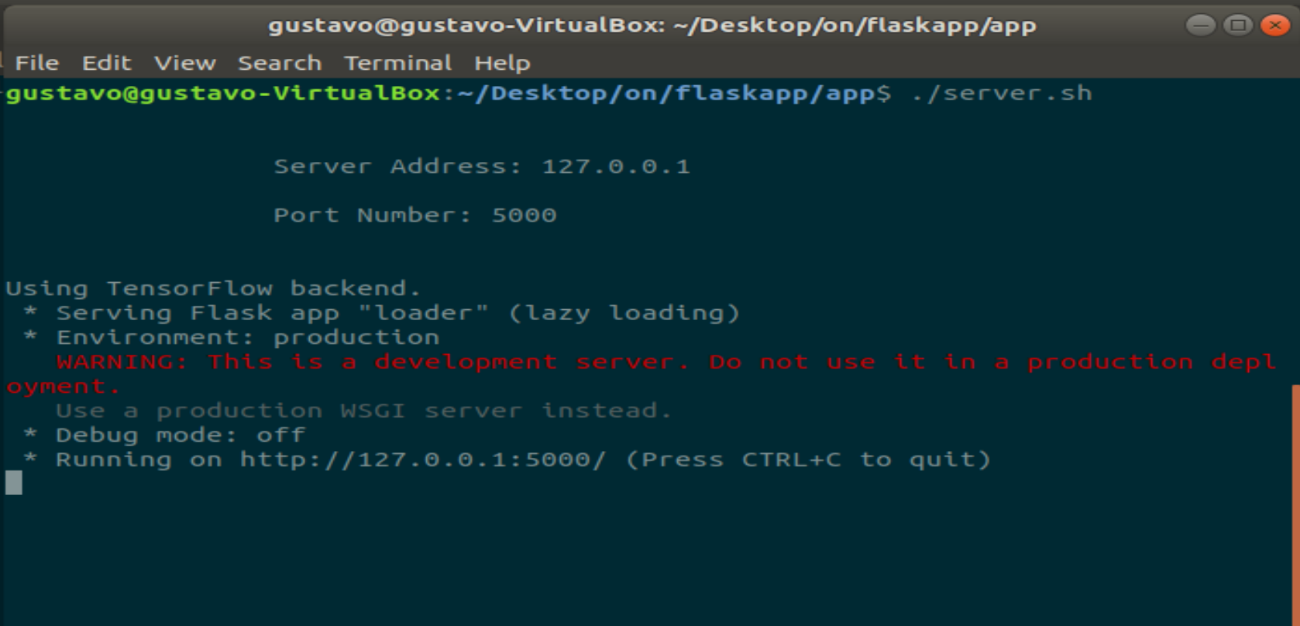 gustavo@gustavo-VirtualBox: ~/Desktop/on/flaskapp/app
File Edit View Search Terminal Help
gustavo@gustavo-VirtualBox:~/Desktop/on/flaskapp/app$ ./server.sh
Server Address: 127.0.0.1
Port Number: 5000
Using TensorFlow backend.
* Serving Flask app "loader" (lazy loading)
* Environment: production
WARNING: This is a development server. Do not use it in a production depl
oyment.
Use a production WSGI server instead.
* Debug mode: off
* Running on http://127.0.0.1:5000/ (Press CTRL+C to quit)